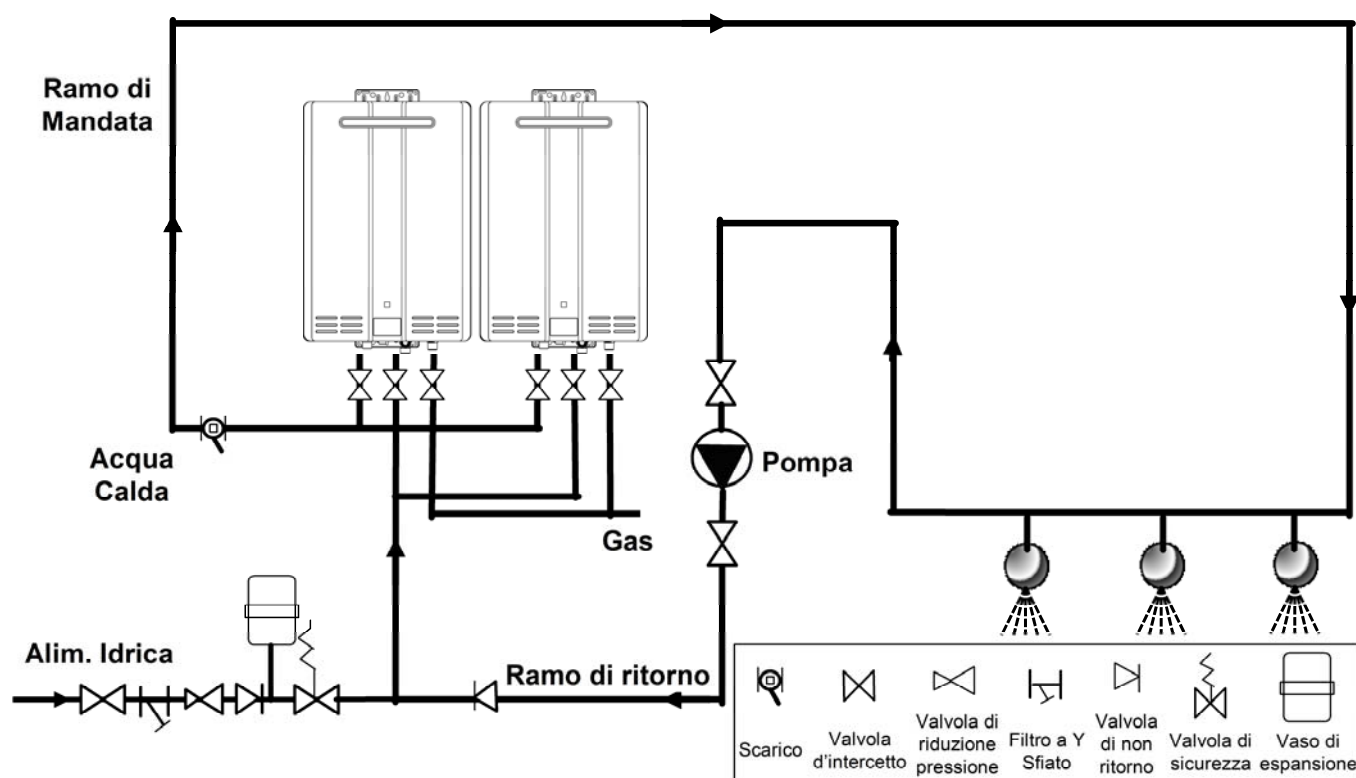 Ramo di
Mandata
Acqua
Calda
Pompa
Gas
Alim. Idrica
Ramo di ritorno
Scarico
Valvola
d'intercetto
Valvola di
riduzione
pressione
Filtro a Y
Sfiato
Valvola
di non
ritorno
Valvola di
sicurezza
Vaso di
espansione